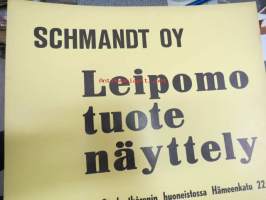 SCHMANDT OY
Leipomo
tuote
näyttely
huoneistossa Hämeenkatu 22